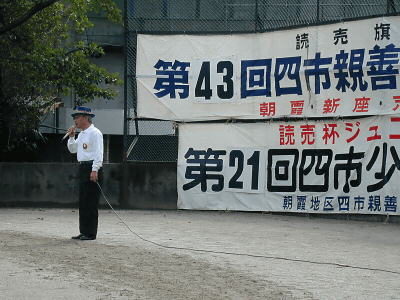 読売旗
第43回四市親善
朝霞新座
読売杯ジュ
第21回四市少
朝霞地区四市親善